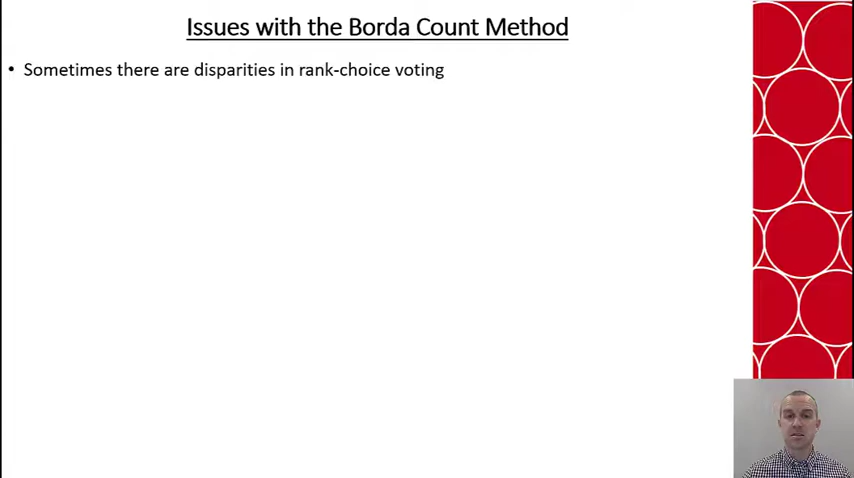 Issues with the Borda Count Method
• Sometimes there are disparities in rank-choice voting